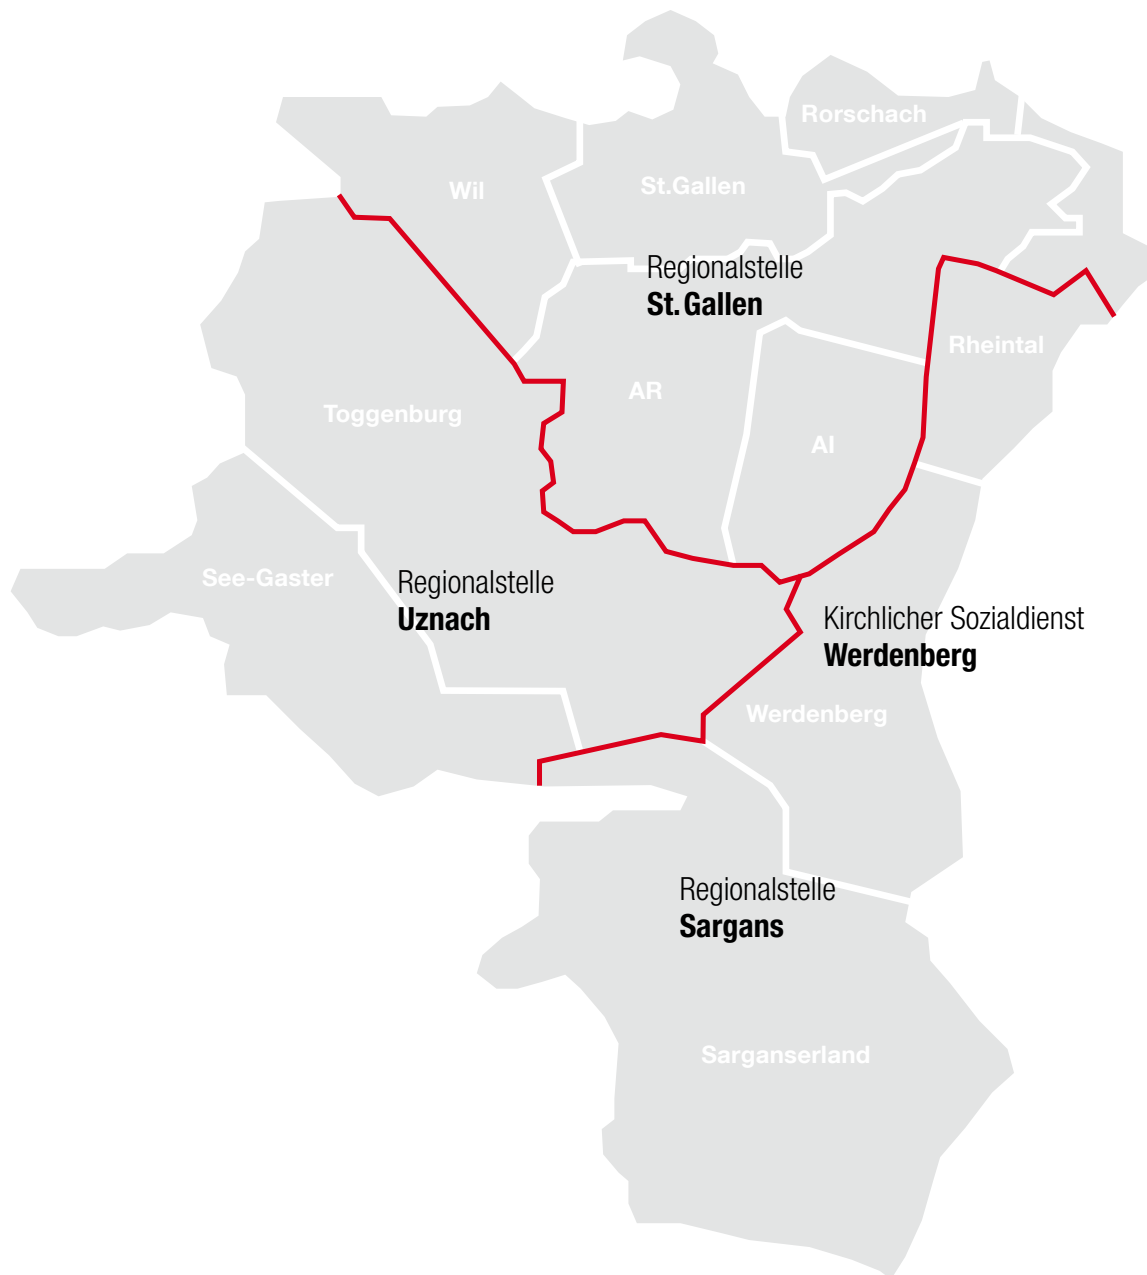 Rorschach
Wil
St.Gallen
Regionalstelle
St. Gallen
Rheintal
AR
Toggenburg
AI
See-Gaster
Regionalstelle
Uznach
Kirchlicher Sozialdienst
Werdenberg
Werdenberg
Regionalstelle
Sargans
Sarganserland